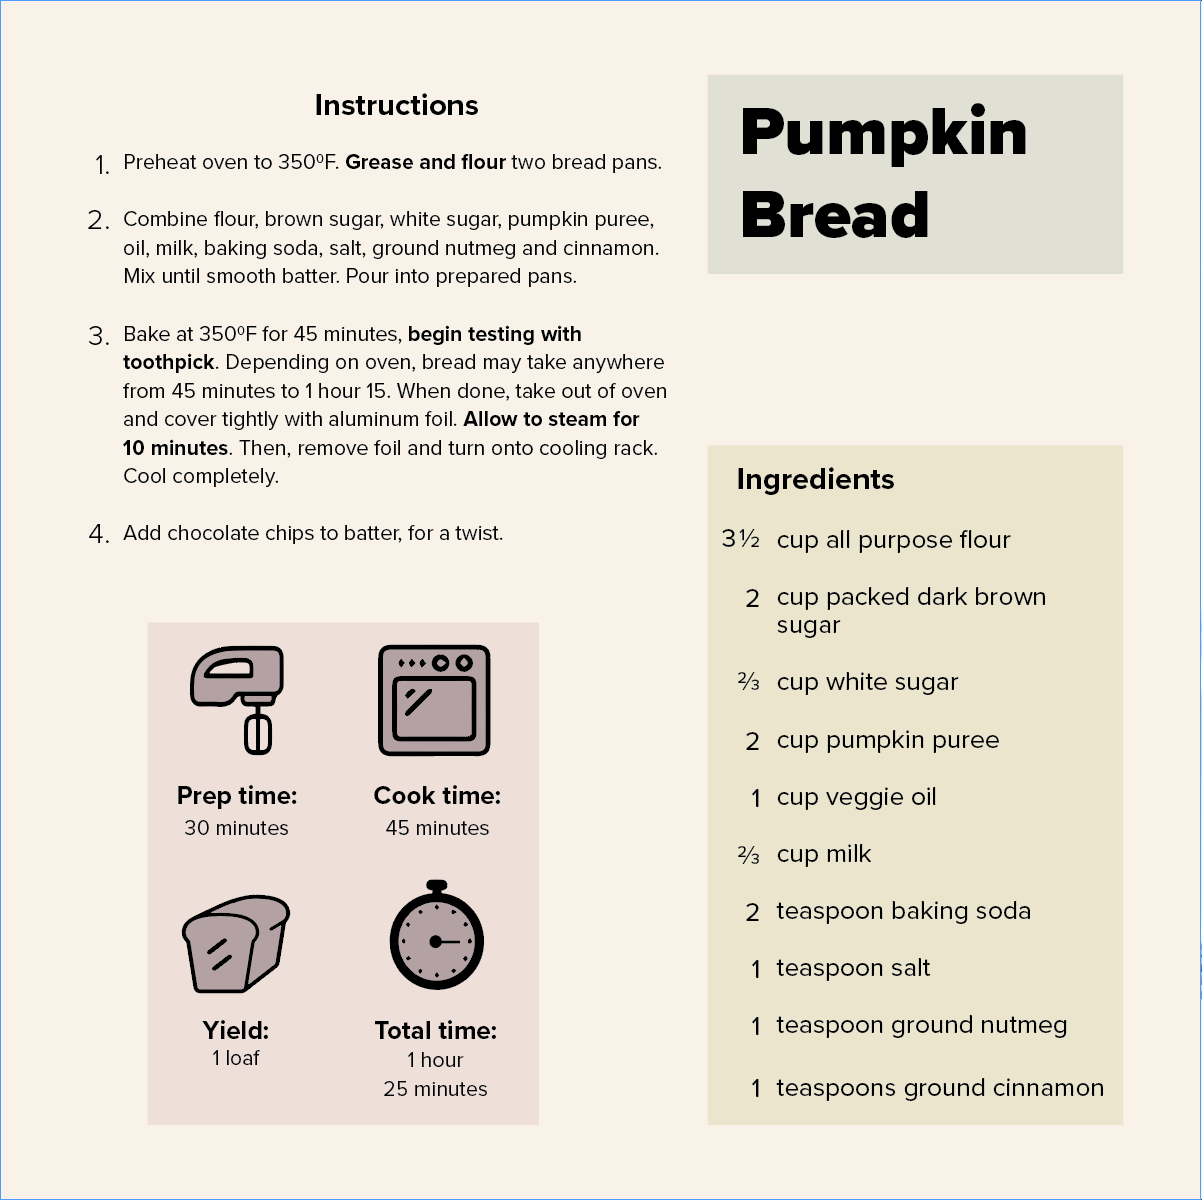 Pumpkin
Bread
Instructions
1. Preheat oven to 350ºF. Grease and flour two bread pans.
2. Combine flour, brown sugar, white sugar, pumpkin puree,
oil, milk, baking soda, salt, ground nutmeg and cinnamon.
Mix until smooth batter. Pour into prepared pans.
3. Bake at 350ºF for 45 minutes, begin testing with
toothpick. Depending on oven, bread may take anywhere
from 45 minutes to 1 hour 15. When done, take out of oven
and cover tightly with aluminum foil. Allow to steam for
10 minutes. Then, remove foil and turn onto cooling rack.
Cool completely.
4. Add chocolate chips to batter, for a twist.
Prep time:
30 minutes
Cook time:
45 minutes
Yield:
1 loaf
Total time:
1 hour
25 minutes
Ingredients
3 ½ cup all purpose flour
2 cup packed dark brown
sugar
⅔ cup white sugar
2 cup pumpkin puree
1 cup veggie oil
⅔ cup milk
2 teaspoon baking soda
1 teaspoon salt
1 teaspoon ground nutmeg
1 teaspoons ground cinnamon